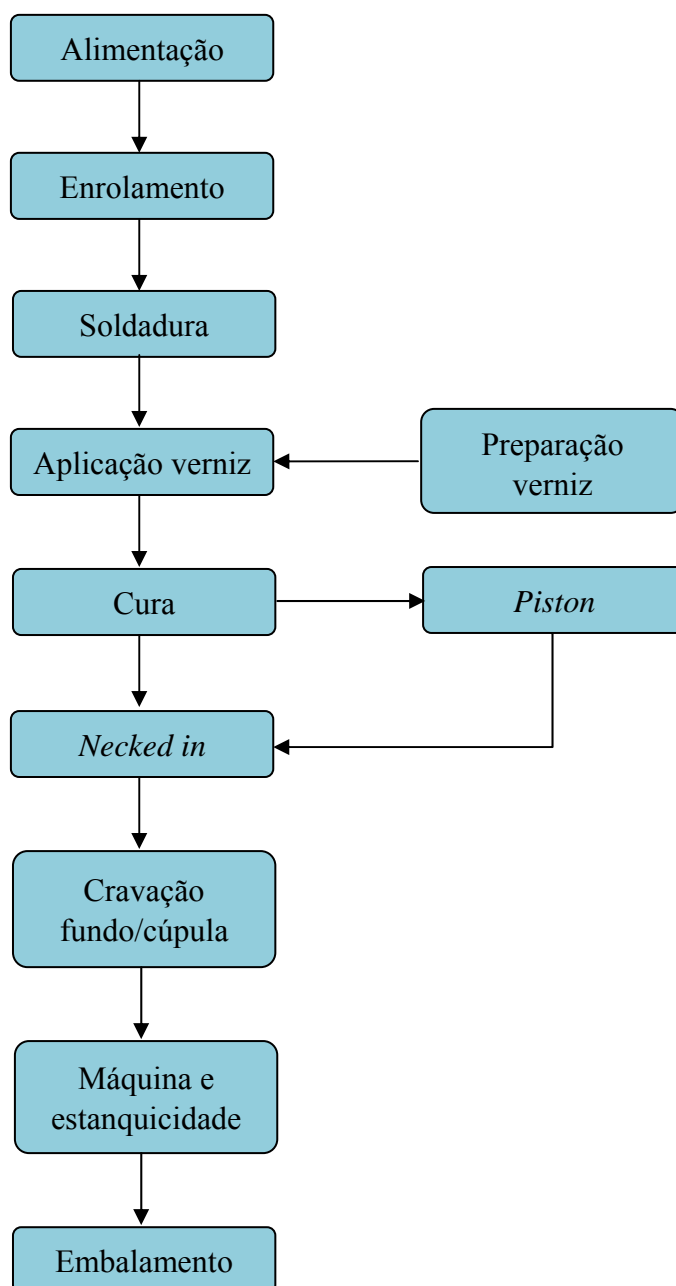 Alimentação
Enrolamento
Soldadura
Aplicação verniz
Preparação
verniz
Cura
Piston
Necked in
Cravação
fundo/cúpula
Máquina e
estanquicidade
Embalamento